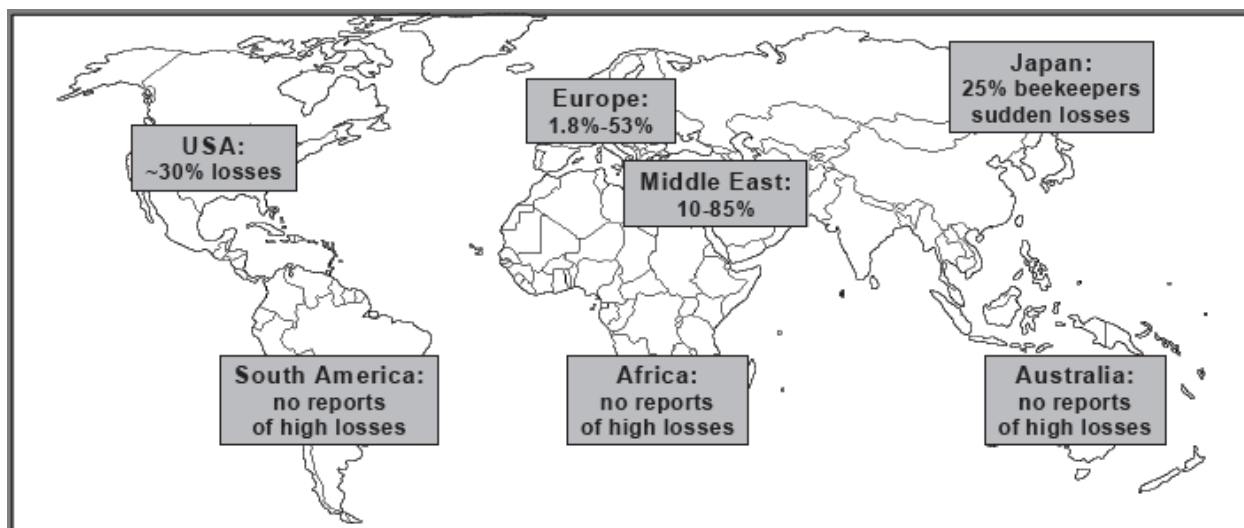 Japan:
25% beekeepers
sudden losses
Europe:
1.8%-53%
USA:
~30% losses
Middle East:
10-85%
South America:
no reports
of high losses
Africa:
no reports
of high losses
Australia:
no reports
of high losses